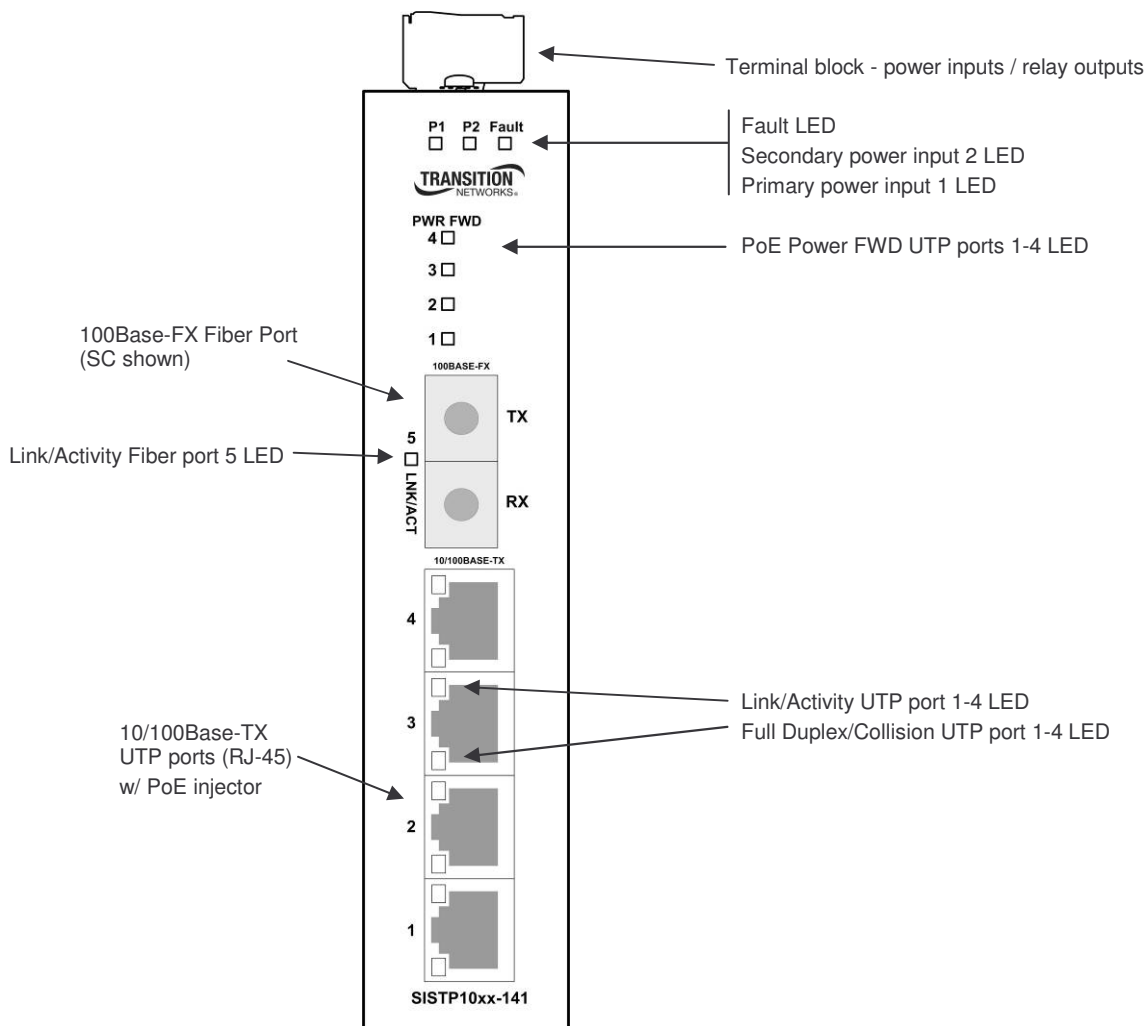 Terminal block - power inputs / relay outputs
P1 P2 Fault
Fault LED
Secondary power input 2 LED
Primary power input 1 LED
TRANSITION
NETWORKS®
PWR FWD
4
PoE Power FWD UTP ports 1-4 LED
3
2
1
100Base-FX Fiber Port
(SC shown)
100BASE-FX
TX
5
Link/Activity Fiber port 5 LED
LNK/ACT
RX
10/100BASE-TX
4
3
Link/Activity UTP port 1-4 LED
Full Duplex/Collision UTP port 1-4 LED
10/100Base-TX
UTP ports (RJ-45)
w/ PoE injector
2
1
SISTP10xx-141